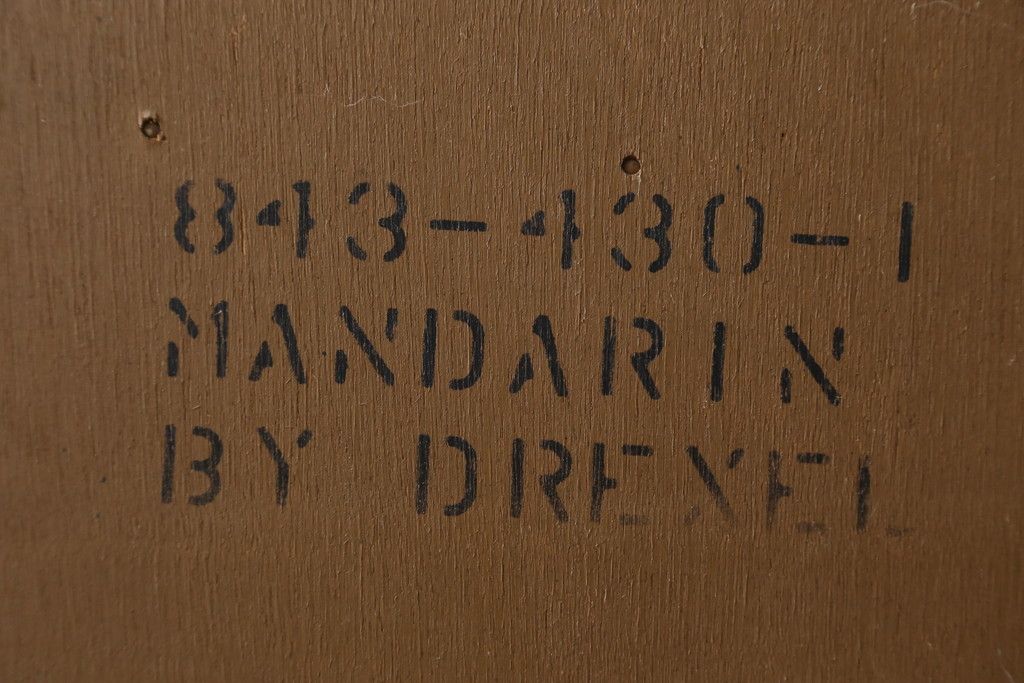 843-430-1
MANDARIN
BY DREXEL